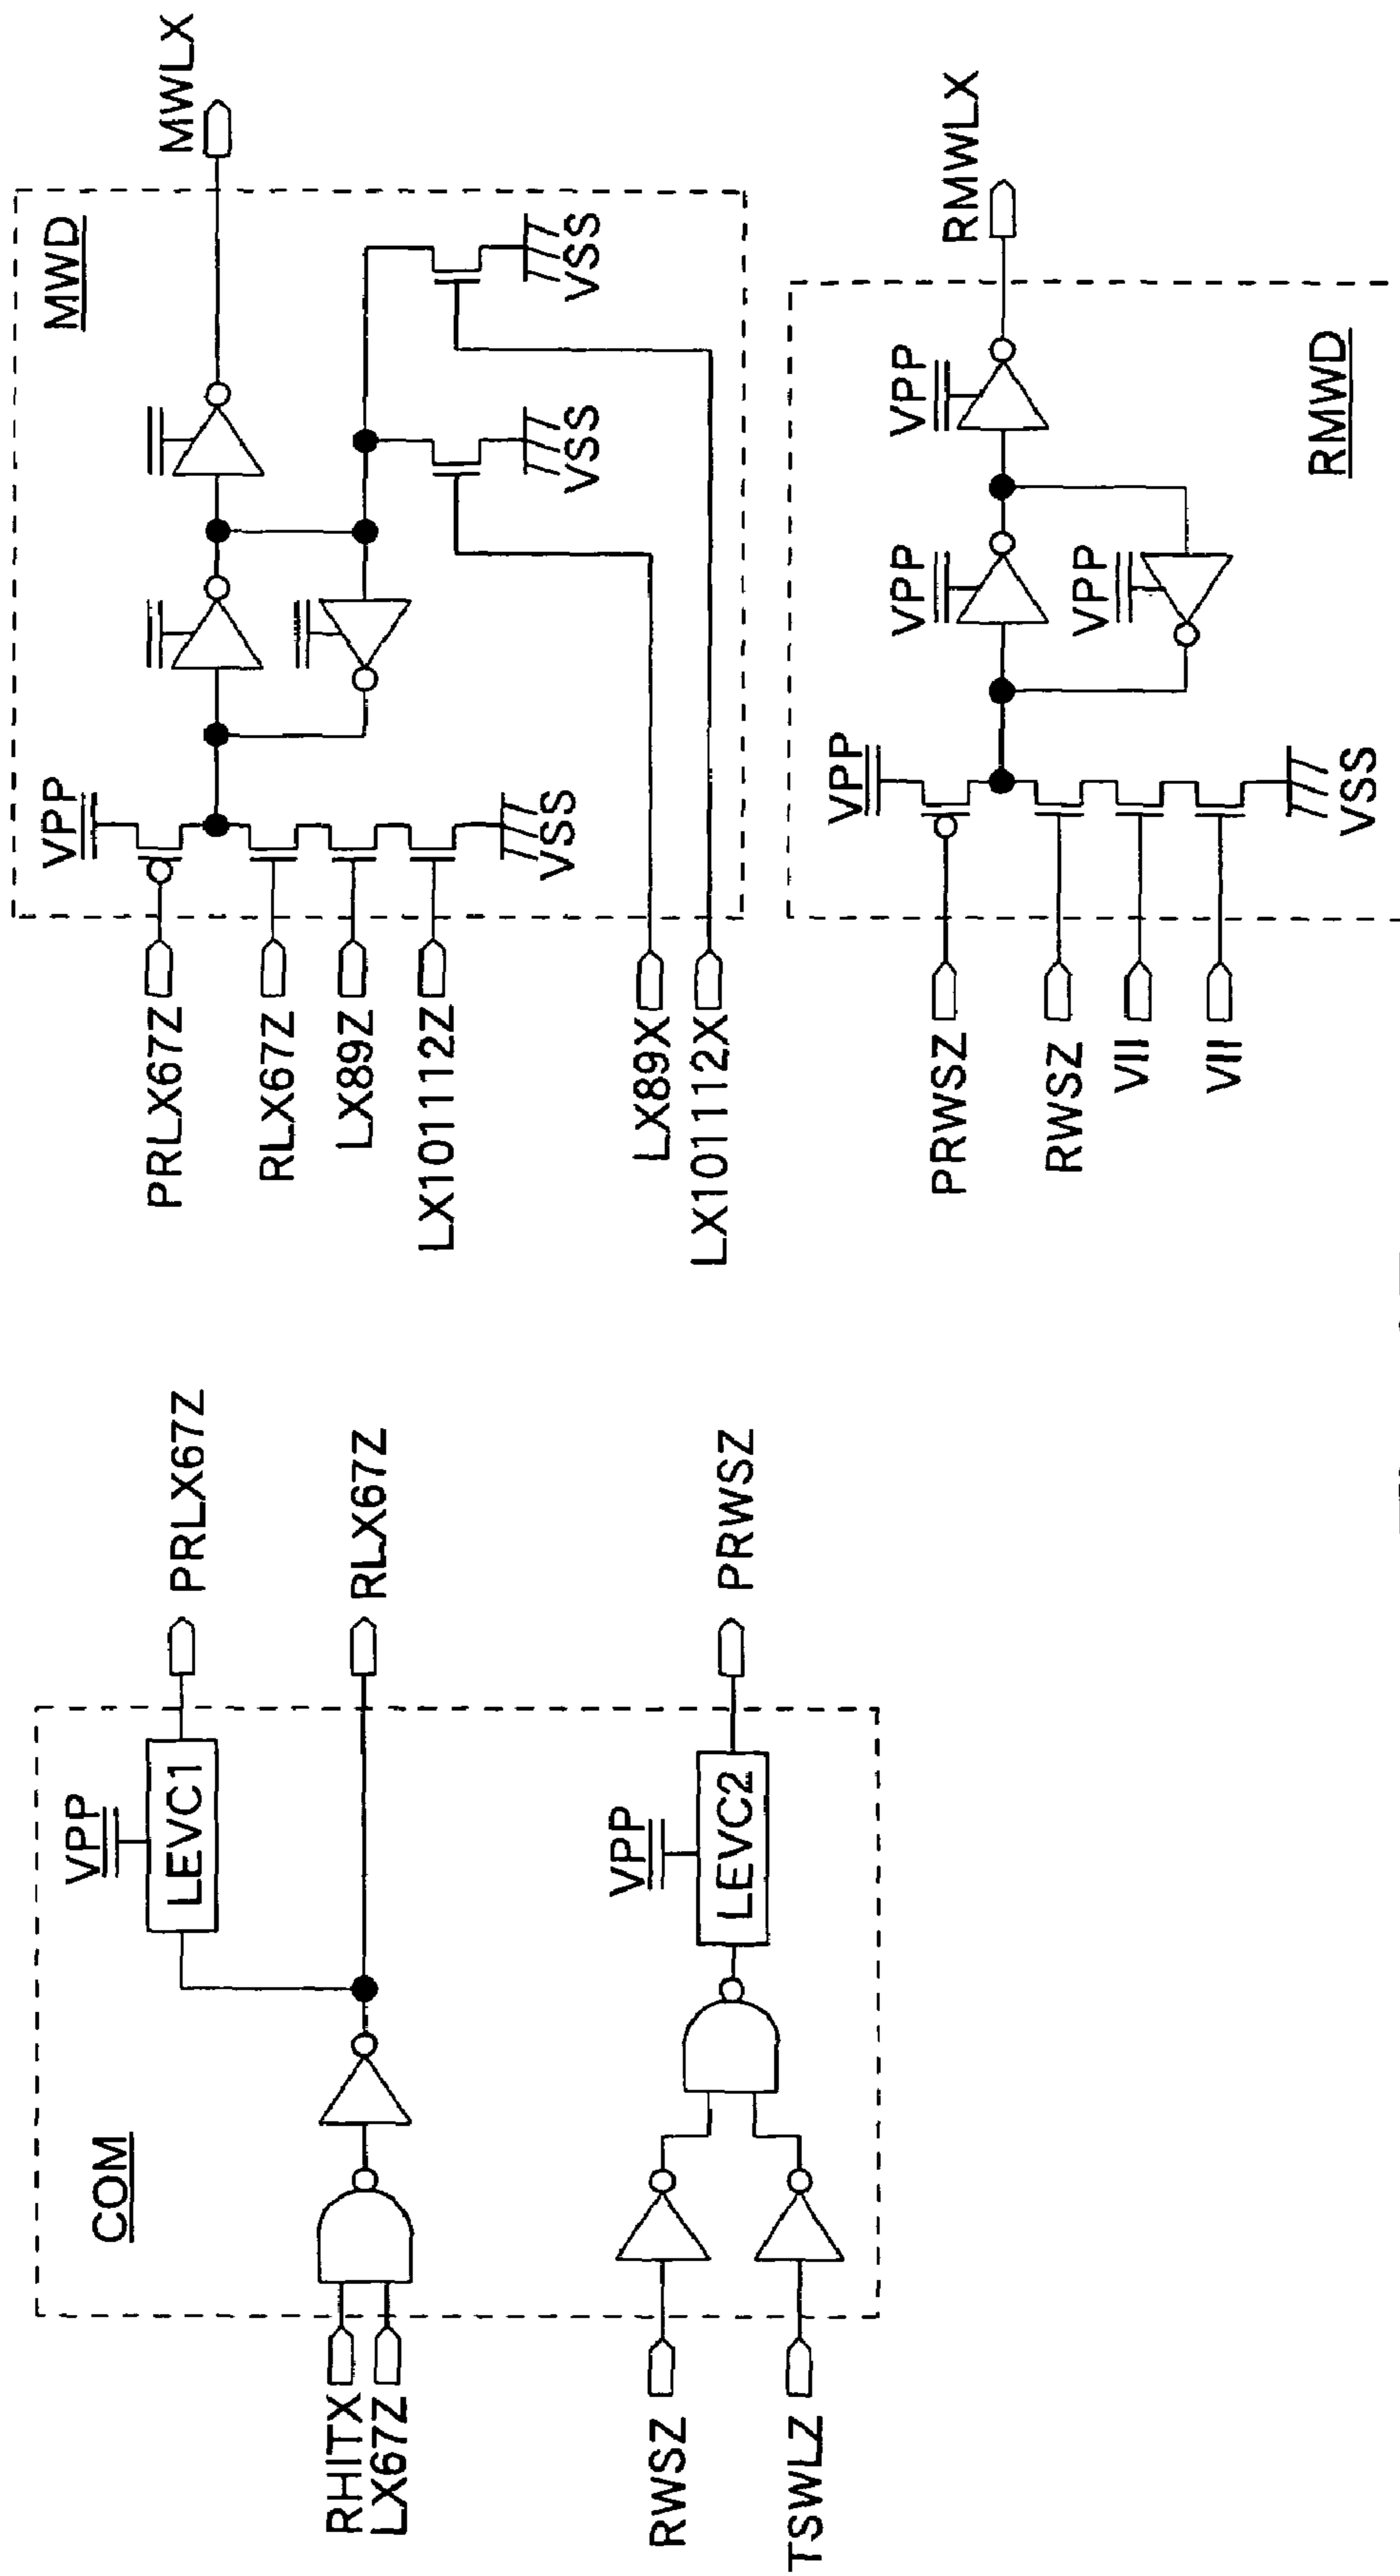 COM
VPP
LEVC1
PRLX67Z
RHITX
LX67Z
RLX67Z
VPP
LEVC2
RWSZ
TSWLZ
PRWSZ
MWD
VPP
PRLX67Z
RLX67Z
LX89Z
LX101112Z
VSS
VSS
VSS
MWLX
LX89X
LX101112X
VPP
VPP
VPP
VPP
PRWSZ
RWSZ
VII
VII
VSS
RMWLX
RMWD